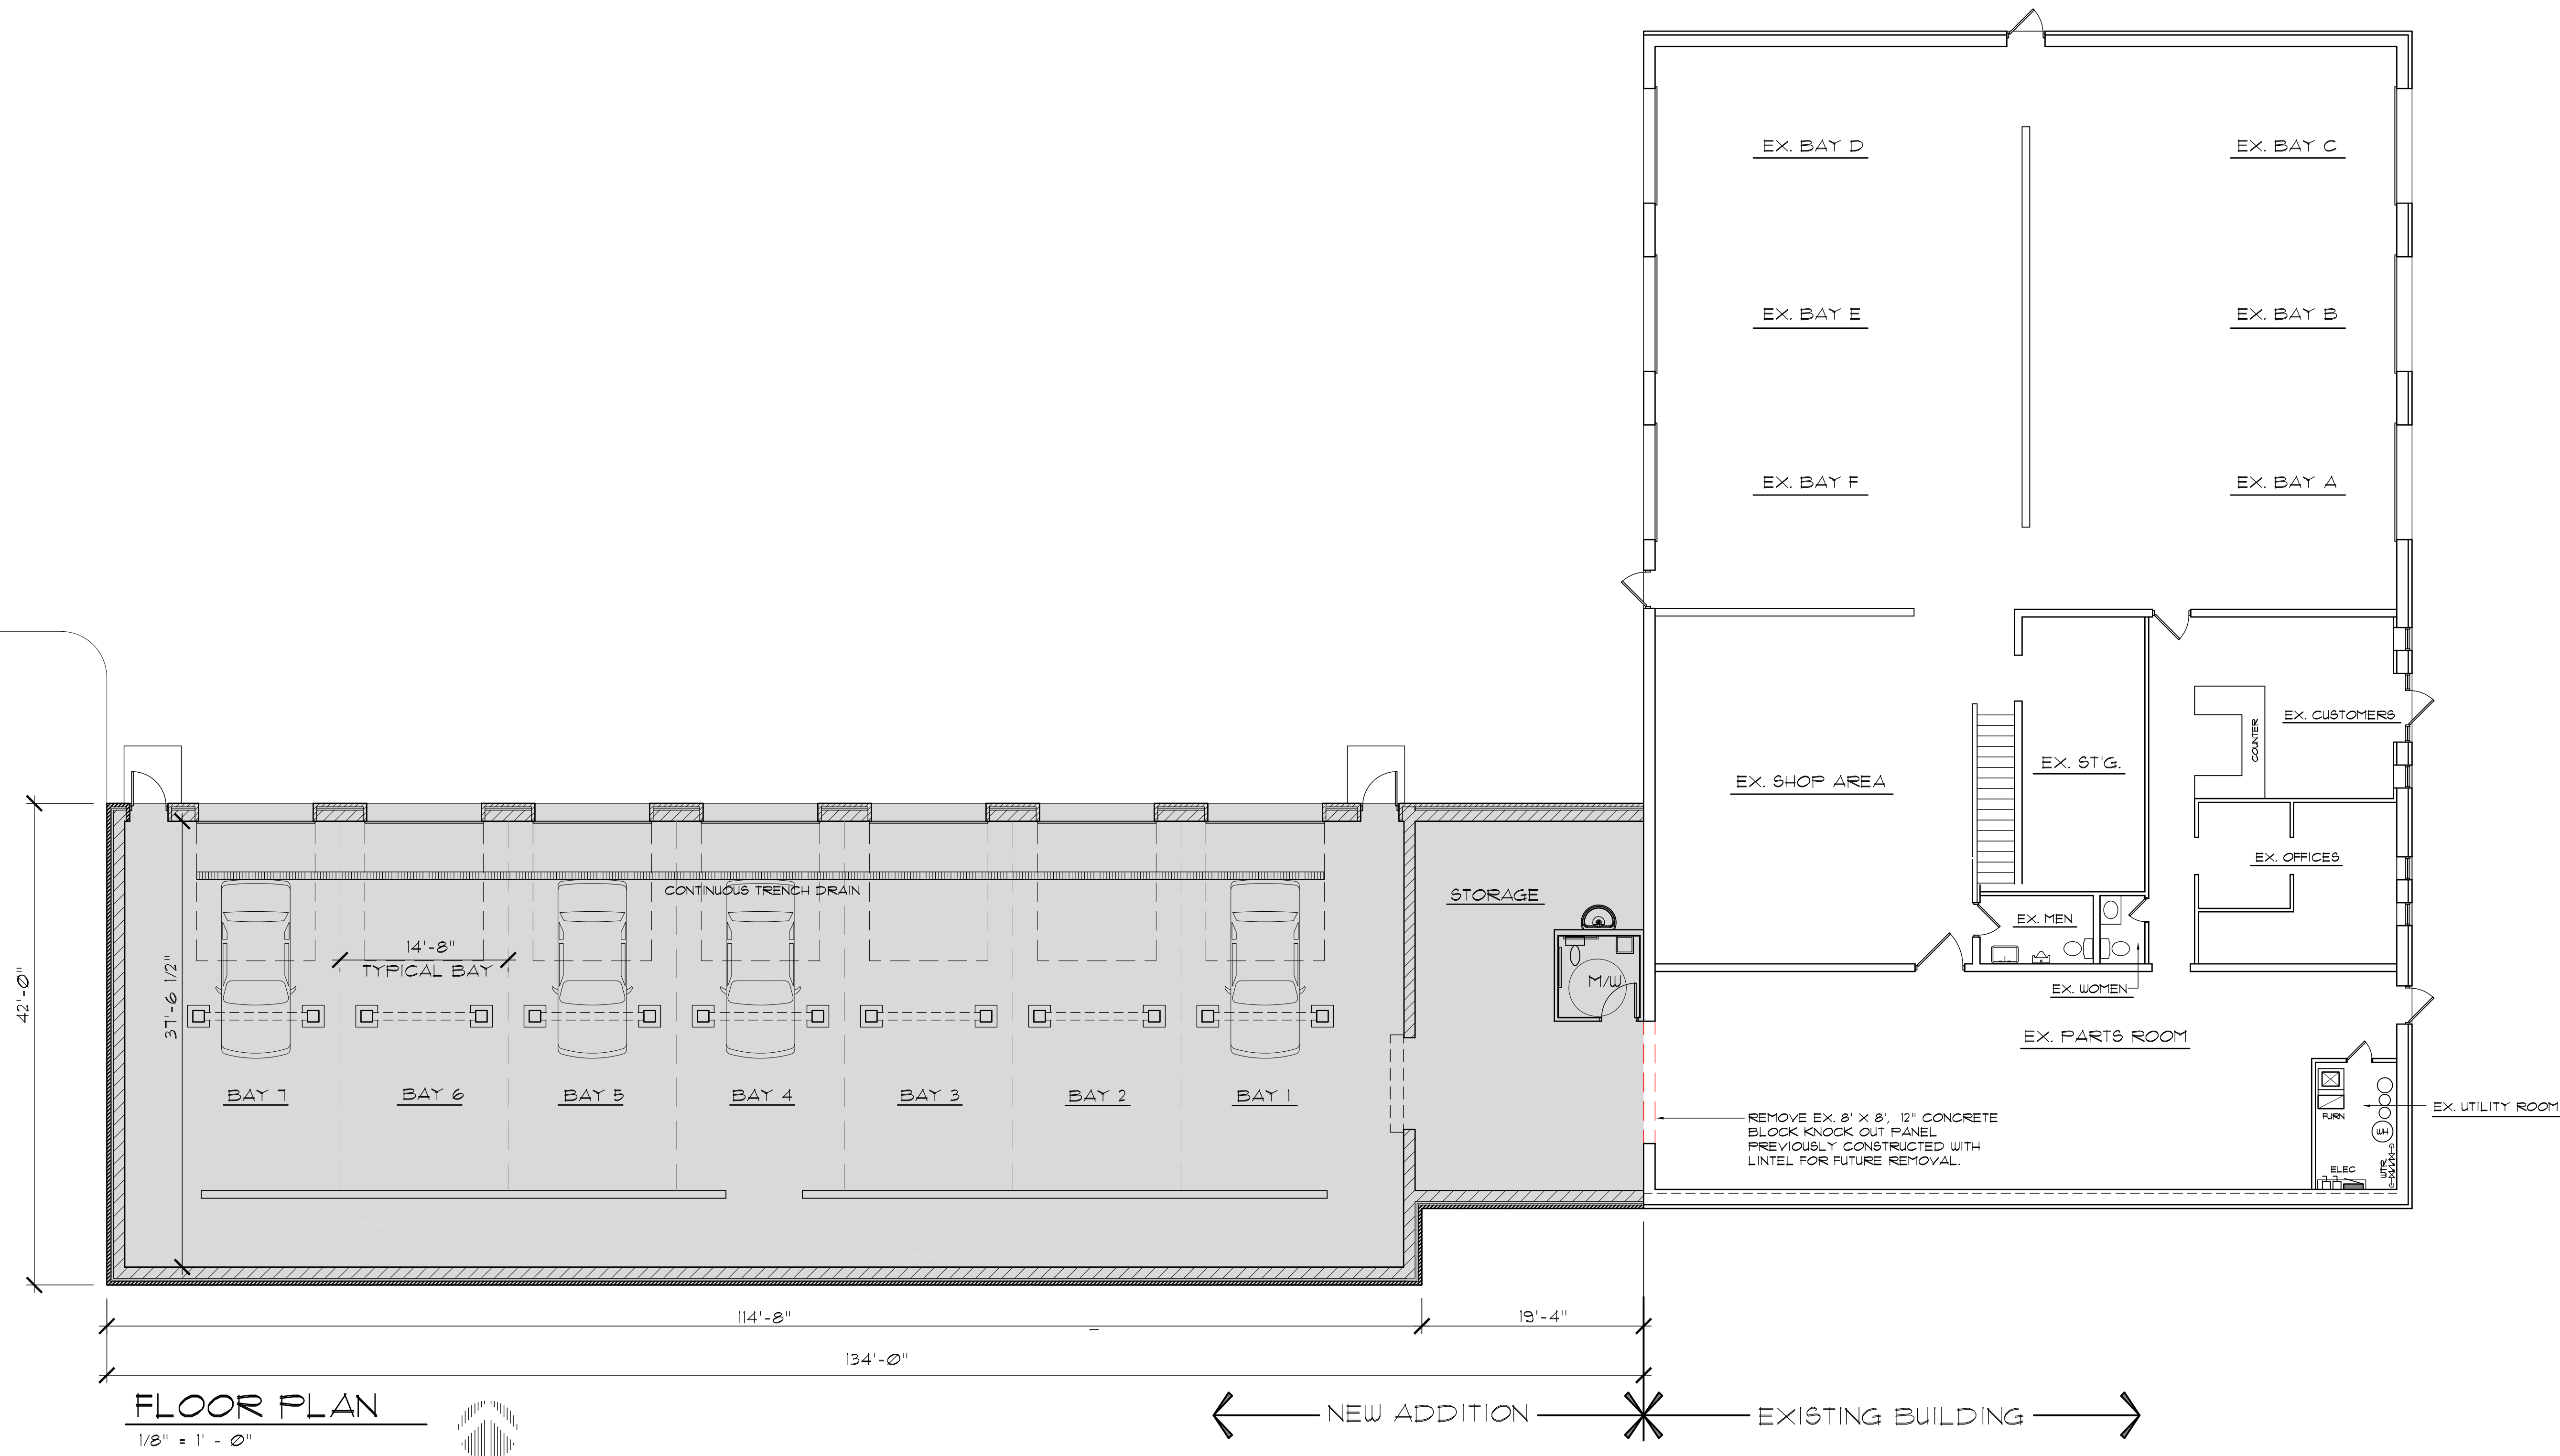 EX. BAY D
EX. BAY C
EX. BAY E
EX. BAY B
EX. BAY F
EX. BAY A
EX. CUSTOMERS
COUNTER
EX. ST'G.
EX. SHOP AREA
EX. OFFICES
EX. MEN
EX. WOMEN
EX. PARTS ROOM
EX. UTILITY ROOM
FURN
WH
ELEC
WTR
REMOVE EX. 8' X 8', 12" CONCRETE
BLOCK KNOCK OUT PANEL
PREVIOUSLY CONSTRUCTED WITH
LINTEL FOR FUTURE REMOVAL.
CONTINUOUS TRENCH DRAIN
STORAGE
M/W
14'-8"
TYPICAL BAY
37'-6 1/2"
42'-0"
BAY 7
BAY 6
BAY 5
BAY 4
BAY 3
BAY 2
BAY 1
114'-8"
19'-4"
134'-0"
FLOOR PLAN
1/8" = 1' - 0"
NEW ADDITION
EXISTING BUILDING